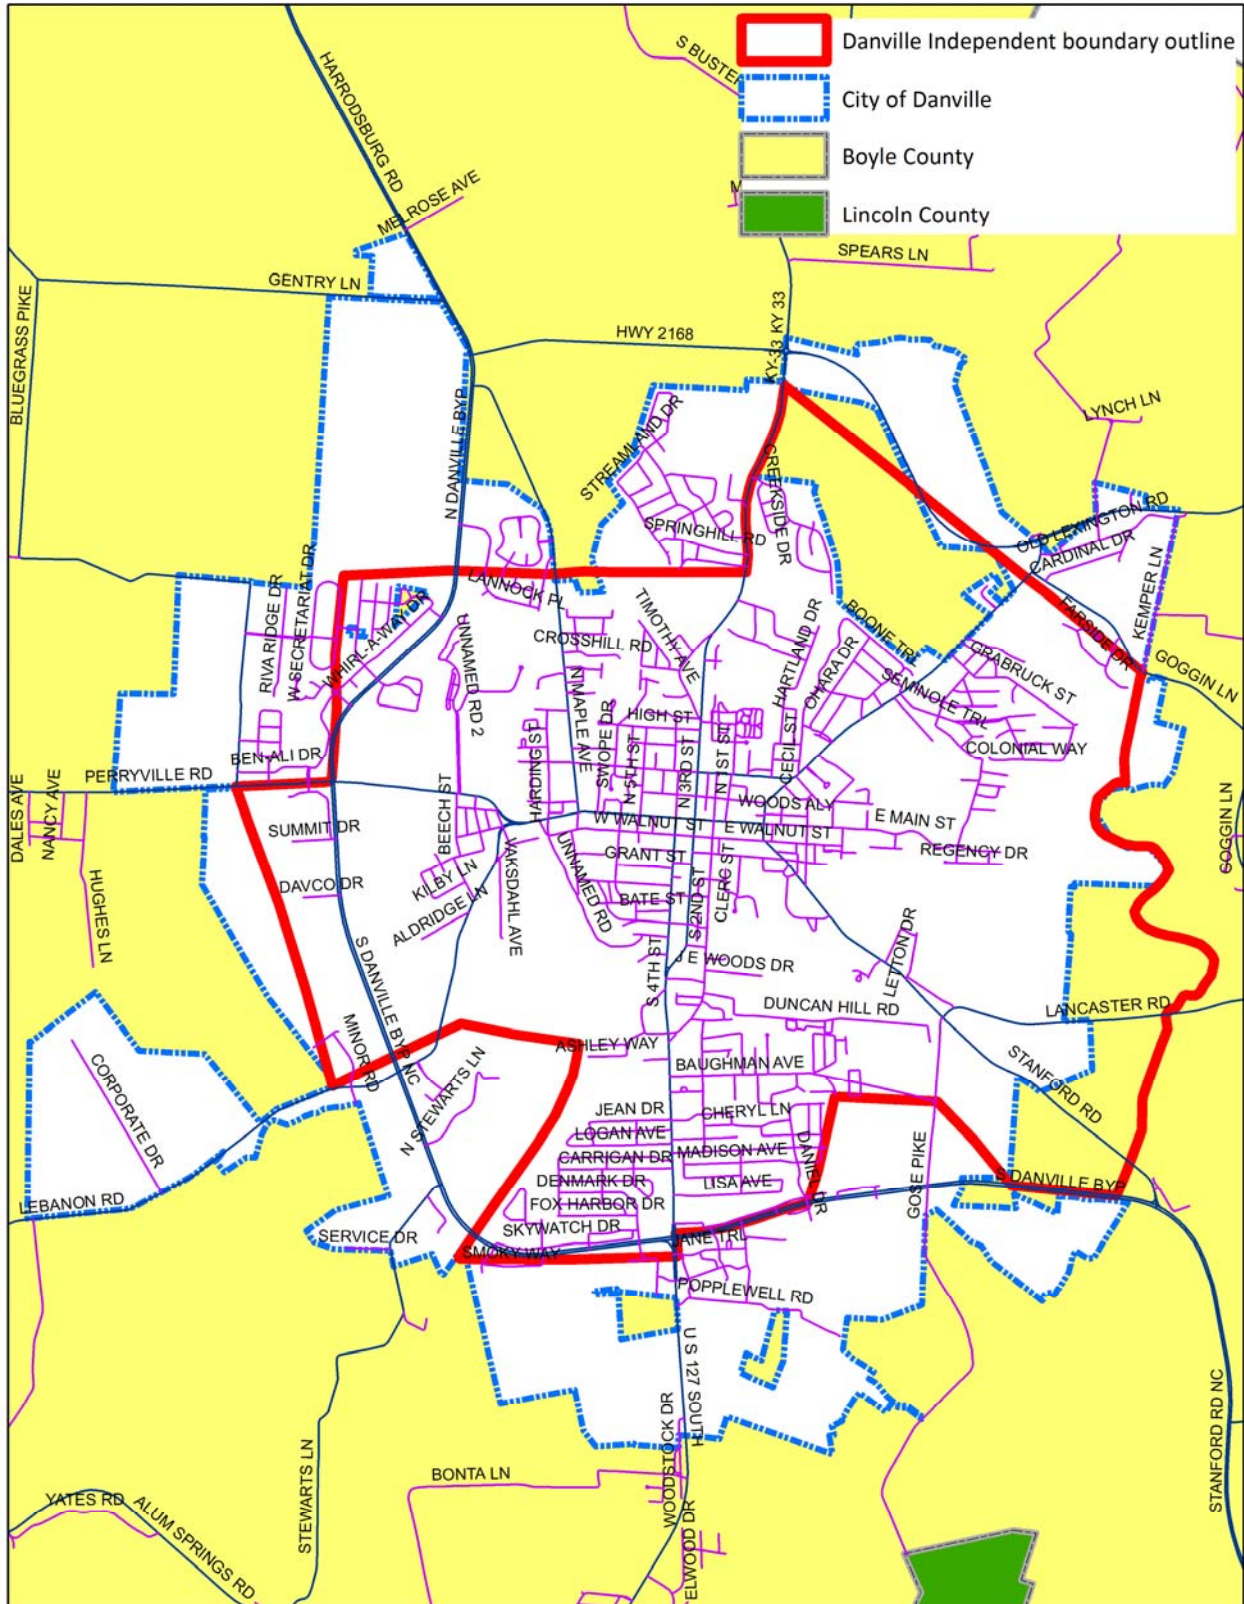 Danville Independent boundary outline
City of Danville
Boyle County
Lincoln County
S BUSTE
HARRODSBURG RD
MELROSE AVE
M
SPEARS LN
GENTRY LN
BLUEGRASS PIKE
HWY 2168
KY-33 KY 33
N DANVILLE BYP
STREAMLAND DR
LYNCH LN
CREEKSIDE DR
SPRINGHILL RD
OLD LEXINGTON RD
CARDINAL DR
KEMPER LN
LANNOCK PL
RIVA RIDGE DR
W SECRETARIAT DR
WHIRL-A-WAY DR
UNNAMED RD 2
TIMOTHY AVE
CROSSHILL RD
HARTLAND DR
BOONE TRL
FARSIDE DR
GRABRUCK ST
GOGGIN LN
OHARA DR
SEMINOLE TRL
N MAPLE AVE
SWOPE DR
HIGH ST
N 5TH ST
N 3RD ST
N 1ST ST
CECIL ST
COLONIAL WAY
BEN-ALI DR
PERRYVILLE RD
HARDING ST
DALES AVE
NANCY AVE
BEECH ST
WOODS ALY
E MAIN ST
SUMMIT DR
W WALNUT ST
E WALNUT ST
REGENCY DR
GOGGIN LN
HUGHES LN
KILBY LN
VAKSDAHL AVE
UNNAMED RD
GRANT ST
CLERC ST
DAVCO DR
ALDRIDGE LN
BATE ST
S 2ND ST
LETTON DR
S 4TH ST
J E WOODS DR
S DANVILLE BYP NC
DUNCAN HILL RD
LANCASTER RD
MINOR RD
ASHLEY WAY
BAUGHMAN AVE
STANFORD RD
CORPORATE DR
N STEWARTS LN
JEAN DR
CHERYL LN
LOGAN AVE
MADISON AVE
CARRIGAN DR
DANIEL DR
GOSE PIKE
DENMARK DR
LISA AVE
S DANVILLE BYP
LEBANON RD
FOX HARBOR DR
SERVICE DR
SKYWATCH DR
JANE TRL
SMOKY WAY
POPPLEWELL RD
U S 127 SOUTH
WOODSTOCK DR
STANFORD RD NC
BONTA LN
STEWARTS LN
YATES RD
ALUM SPRINGS RD
ELWOOD DR